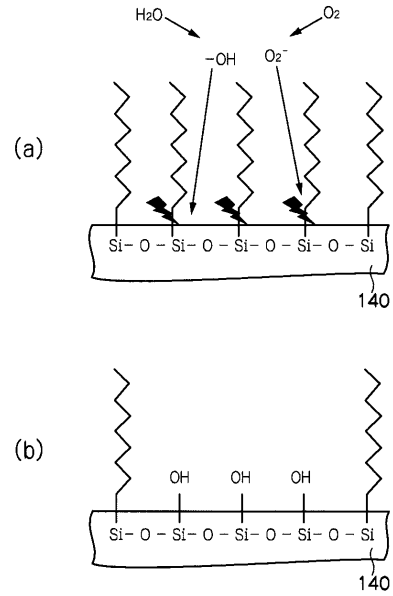 H2O
O2
-OH
O2-
(a)
Si- O -Si- O -Si- O -Si- O -Si
140
(b)
OH OH OH
Si- O -Si- O -Si- O -Si- O -Si
140